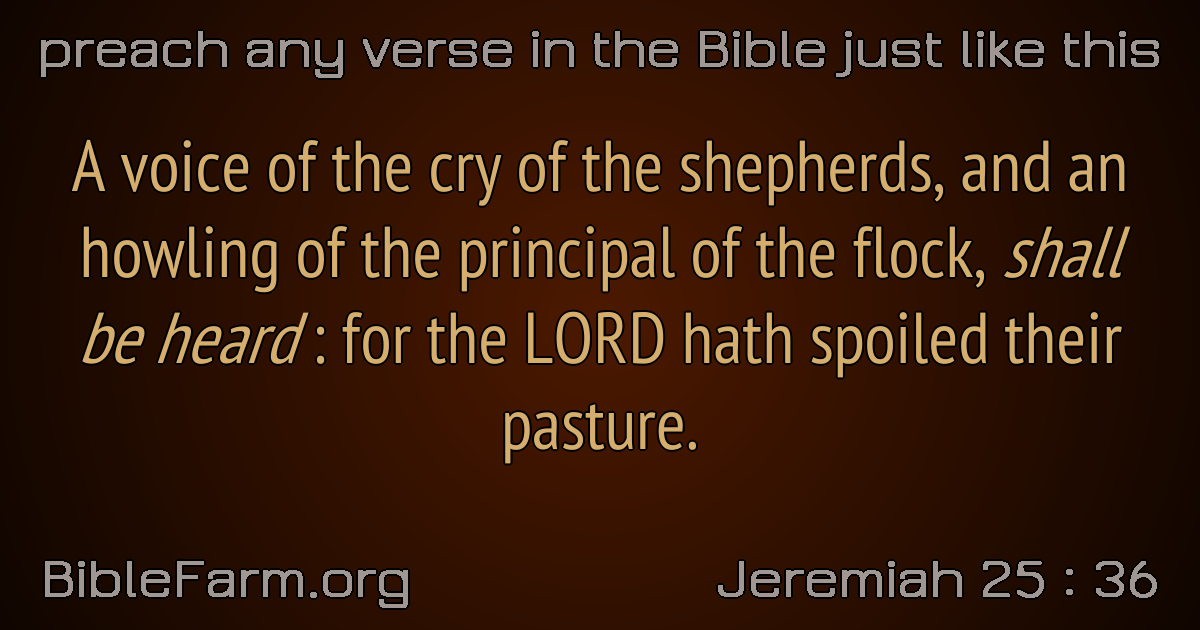 preach any verse in the Bible just like this
A voice of the cry of the shepherds, and an
howling of the principal of the flock, shall
be heard : for the LORD hath spoiled their
pasture.
BibleFarm.org
Jeremiah 25 : 36